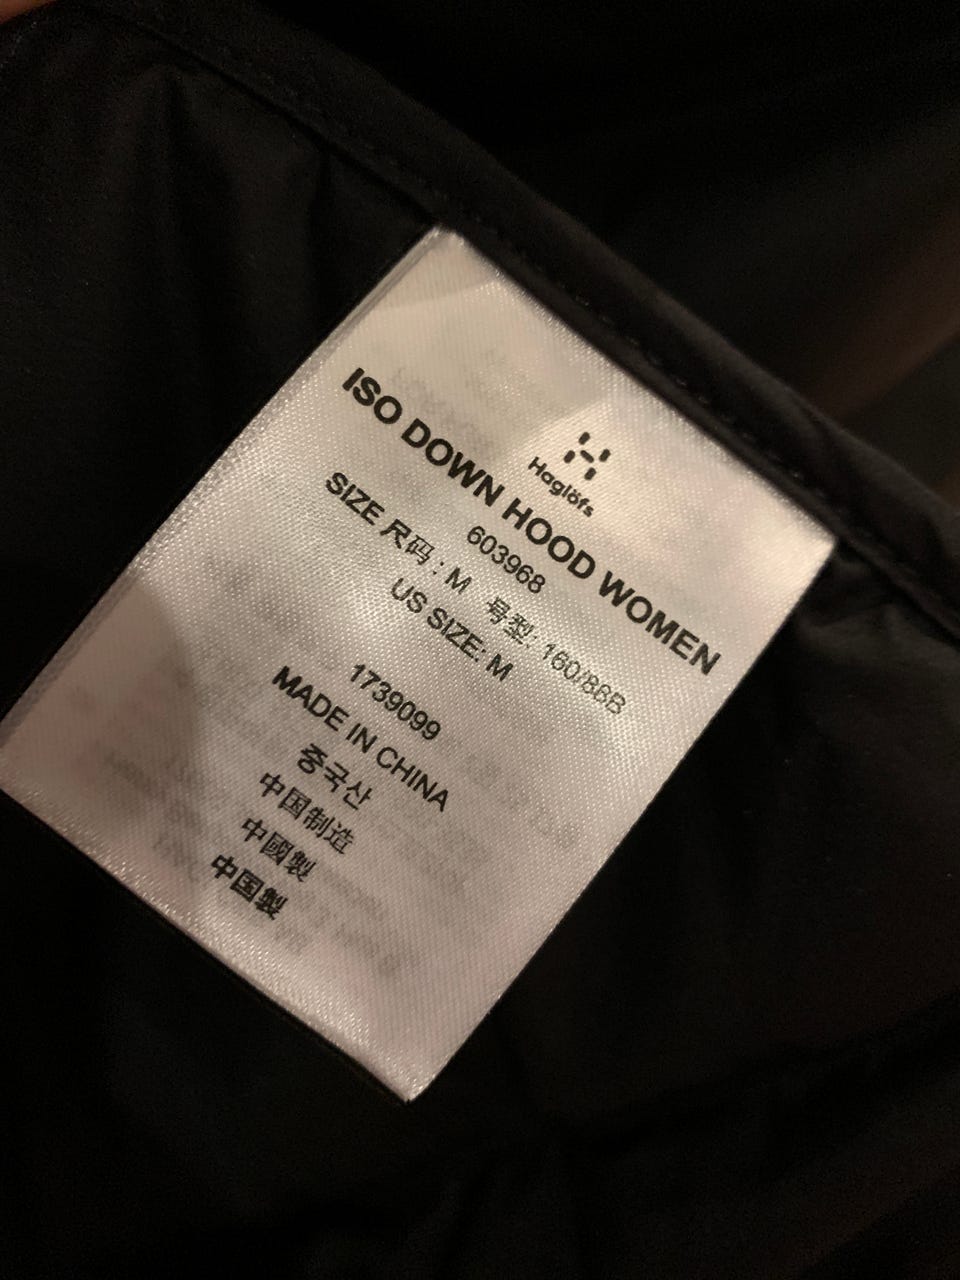 Haglöfs
ISO DOWN HOOD WOMEN
603968
SIZE 尺码: M 号型: 160/86B
US SIZE: M
1739099
MADE IN CHINA
중국산
中国制造
中國製
中国製